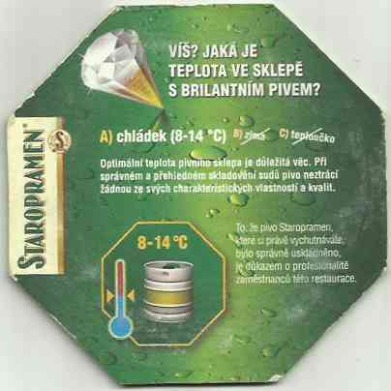 VÍŠ? JAKÁ JE
TEPLOTA VE SKLEPĚ
S BRILANTNÍM PIVEM?
A) chládek (8-14 °C) B) zima C) teploučko
Optimální teplota pivního sklepa je důležitá věc. Při
správném a přehledném skladování sudů pivo neztrácí
žádnou ze svých charakteristických vlastností a kvalit.
STAROPRAMEN
8-14 °C
To, že pivo Staropramen,
které si právě vychutnáváte,
bylo správně uskladněno,
je důkazem o profesionalitě
zaměstnanců této restaurace.